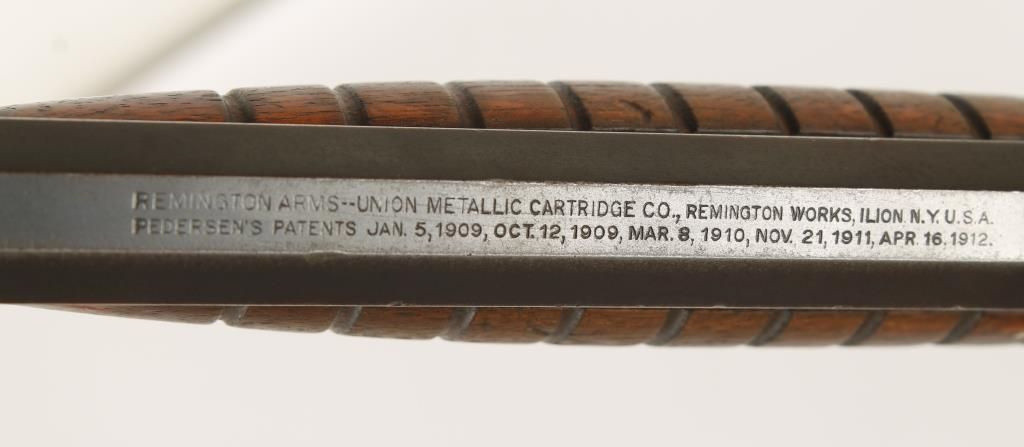 REMINGTON ARMS--UNION METALLIC CARTRIDGE CO., REMINGTON WORKS, ILION N.Y. U.S.A.
PEDERSEN'S PATENTS JAN. 5, 1909, OCT. 12, 1909, MAR. 8, 1910, NOV. 21, 1911, APR. 16. 1912.